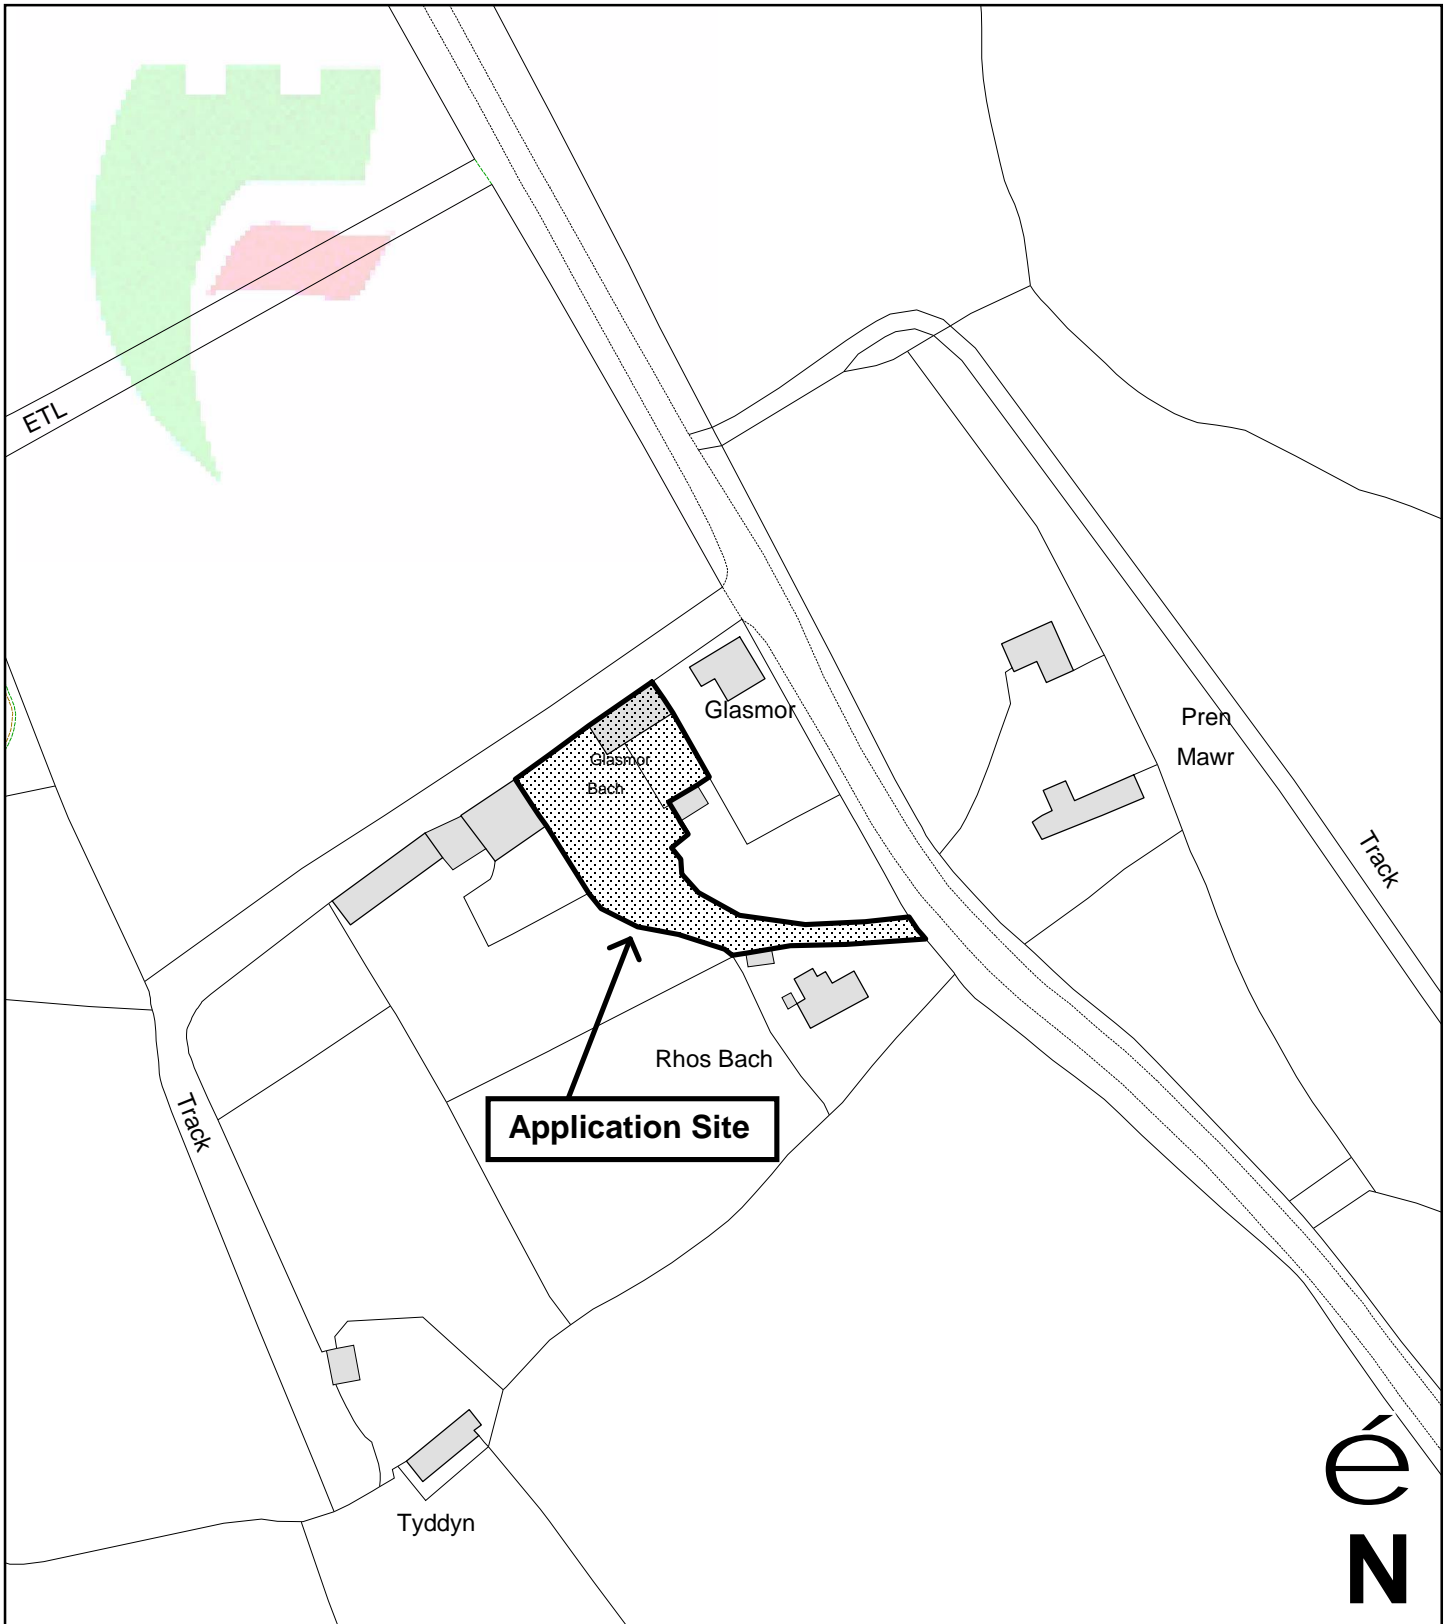 ETL
Glasmor
Pren
Mawr
Glasmor
Bach
Track
Rhos Bach
Application Site
Track
é
N
Tyddyn